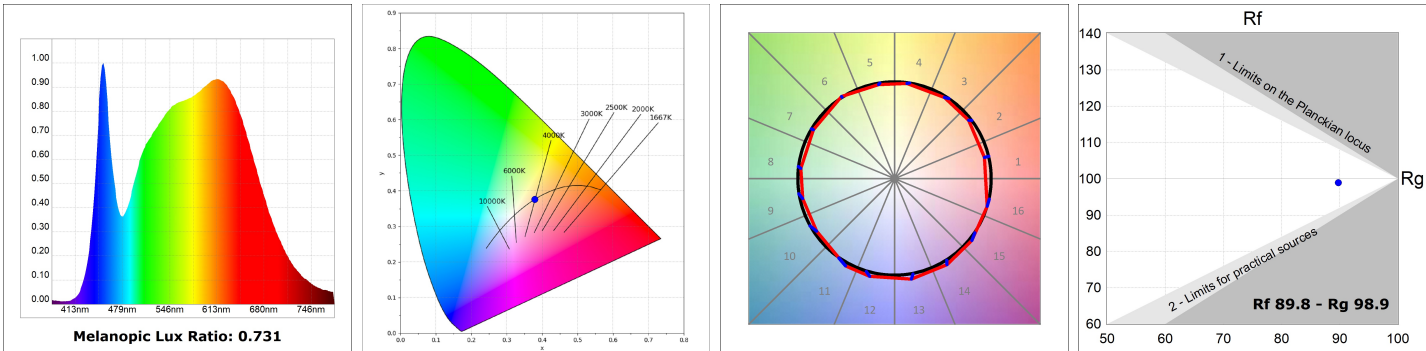 1.00
0.90
0.80
0.70
0.60
0.50
0.40
0.30
0.20
0.10
0.00
413nm 479nm 546nm 613nm 680nm 746nm
Melanopic Lux Ratio: 0.731
0.9
0.8
0.7
0.6
0.5
0.4
0.3
0.2
0.1
0.0
y
0.0 0.1 0.2 0.3 0.4 0.5 0.6 0.7 0.8
x
10000K
6000K
4000K
3000K
2500K
2000K
1667K
1
2
3
4
5
6
7
8
9
10
11
12
13
14
15
16
Rf
140
130
120
110
100
90
80
70
60
Rg
1 - Limits on the Planckian locus
2 - Limits for practical sources
Rf 89.8 - Rg 98.9
50 60 70 80 90 100